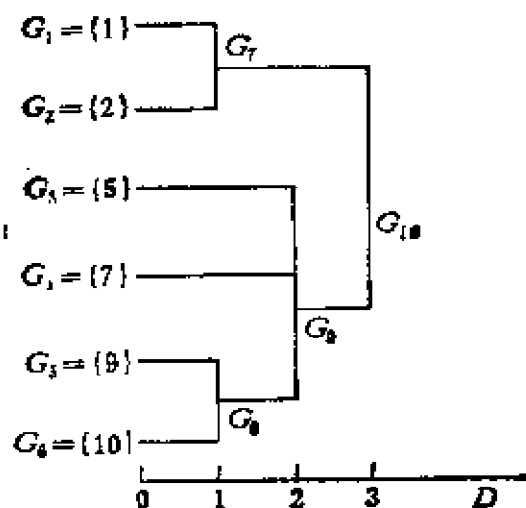 G₁={1}
G₇
G₂={2}
G₃={5}
G₁₀
G₄={7}
G₉
G₅={9}
G₈
G₆={10}
0 1 2 3 D